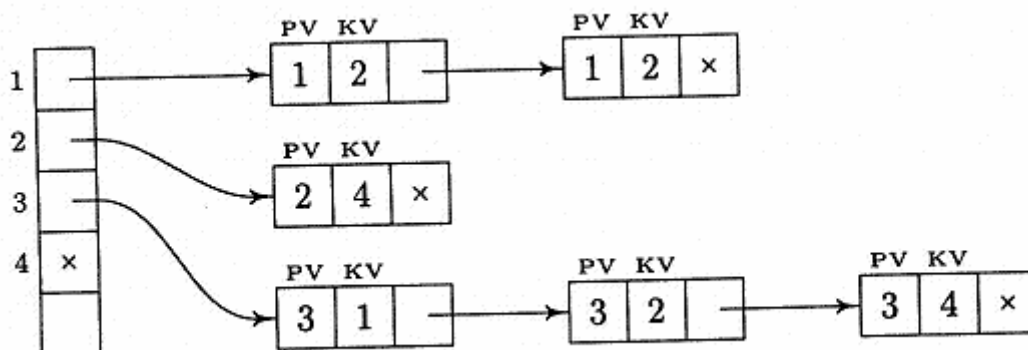 PV KV PV KV
1 1 2 1 2 ×
2 PV KV
3 2 4 ×
4 × PV KV PV KV PV KV
3 1 3 2 3 4 ×